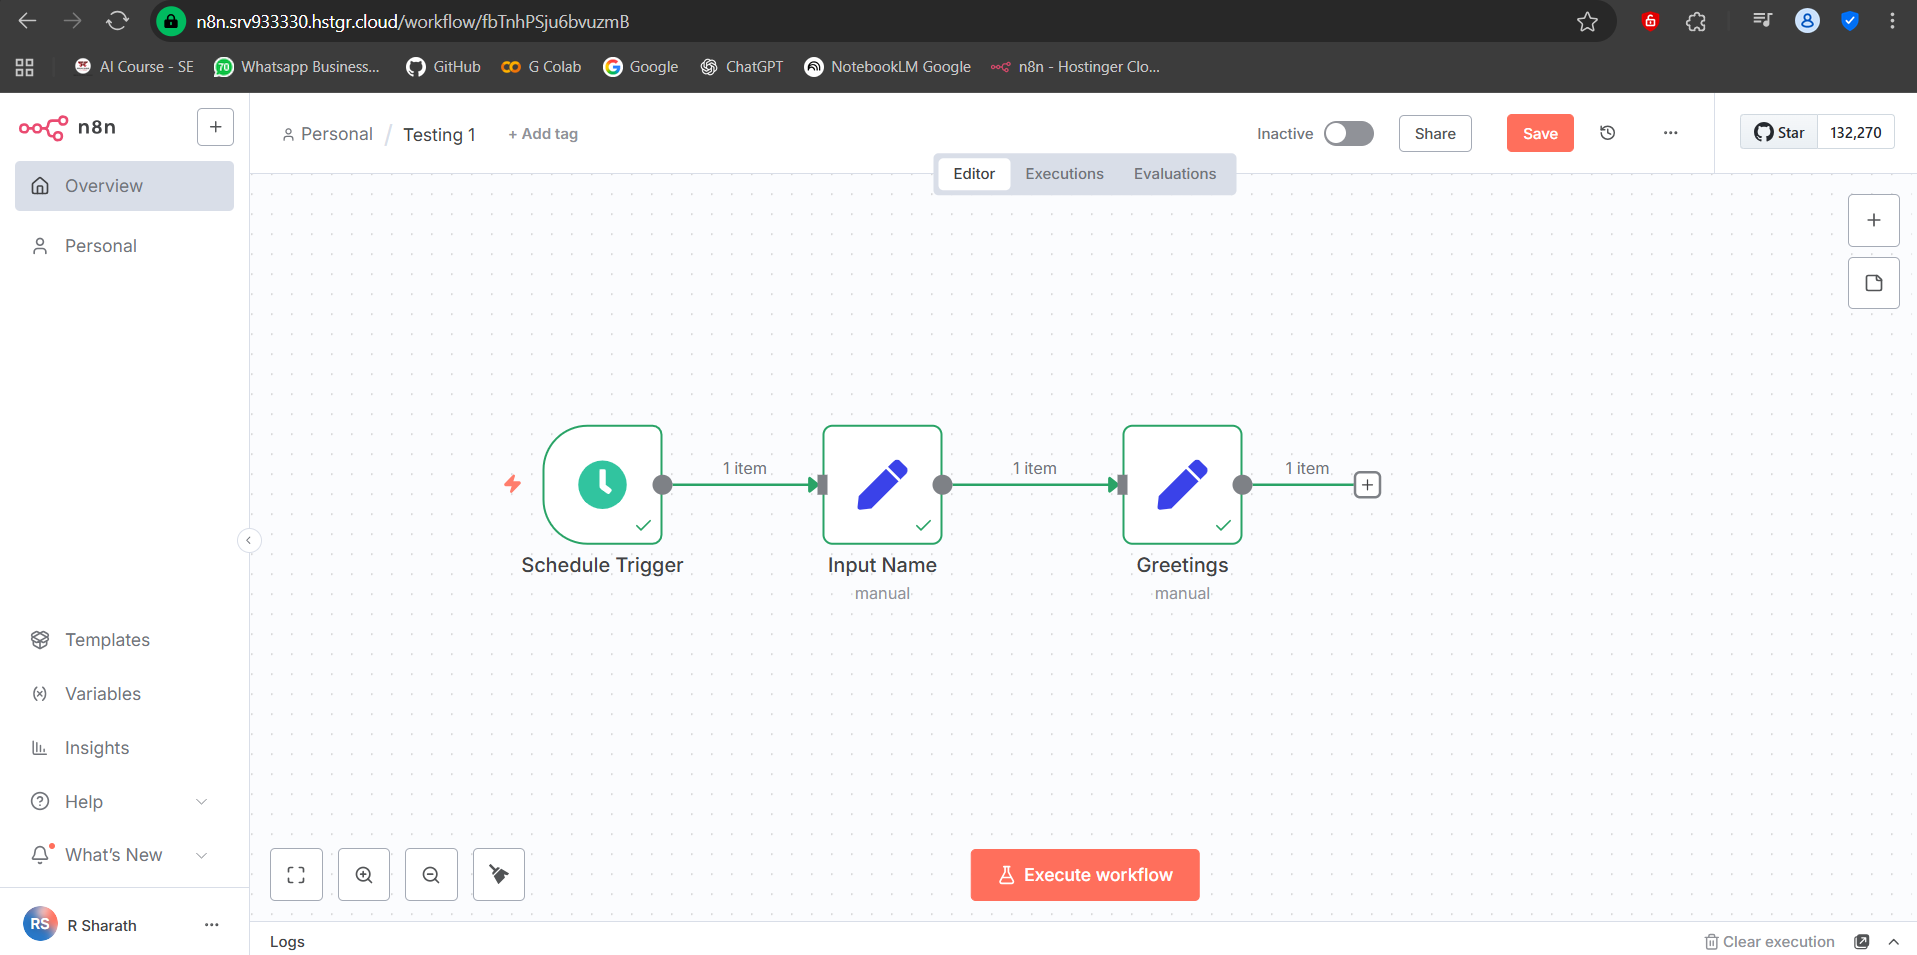 n8n.srv933330.hstgr.cloud/workflow/fbTnhPSju6bvuzmB
AI Course - SE
70
Whatsapp Business...
GitHub
G Colab
Google
ChatGPT
NotebookLM Google
n8n - Hostinger Clo...
n8n
Personal / Testing 1
+ Add tag
Inactive
Share
Save
Star
132,270
Editor
Executions
Evaluations
Overview
Personal
1 item
1 item
1 item
Schedule Trigger
Input Name
manual
Greetings
manual
Templates
Variables
Insights
Help
What's New
Execute workflow
RS
R Sharath
Logs
Clear execution